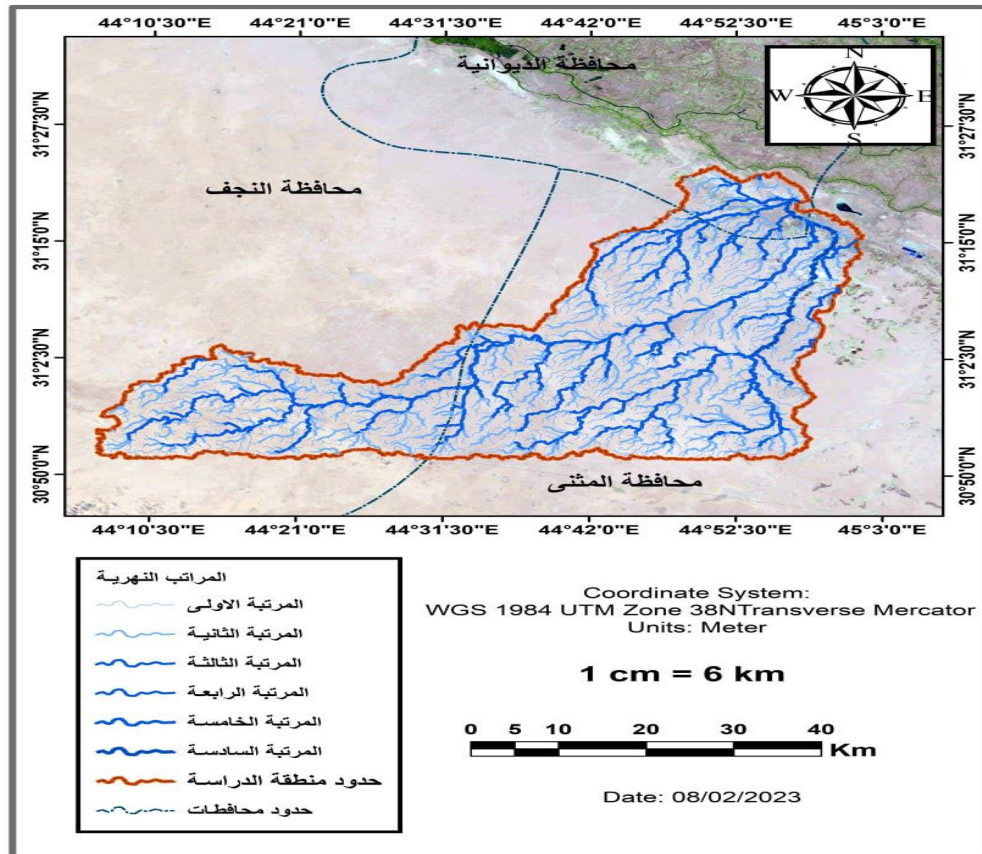 44°10'30"E 44°21'0"E 44°31'30"E 44°42'0"E 44°52'30"E 45°3'0"E
محافظة الديوانية
N
W E
S
31°27'30"N 31°27'30"N
محافظة النجف
31°15'0"N 31°15'0"N
31°2'30"N 31°2'30"N
30°50'0"N 30°50'0"N
محافظة المثنى
44°10'30"E 44°21'0"E 44°31'30"E 44°42'0"E 44°52'30"E 45°3'0"E
المراتب النهرية
المرتبة الاولى
المرتبة الثانية
المرتبة الثالثة
المرتبة الرابعة
المرتبة الخامسة
المرتبة السادسة
حدود منطقة الدراسة
حدود محافظات
Coordinate System:
WGS 1984 UTM Zone 38NTransverse Mercator
Units: Meter
1 cm = 6 km
0 5 10 20 30 40
Km
Date: 08/02/2023